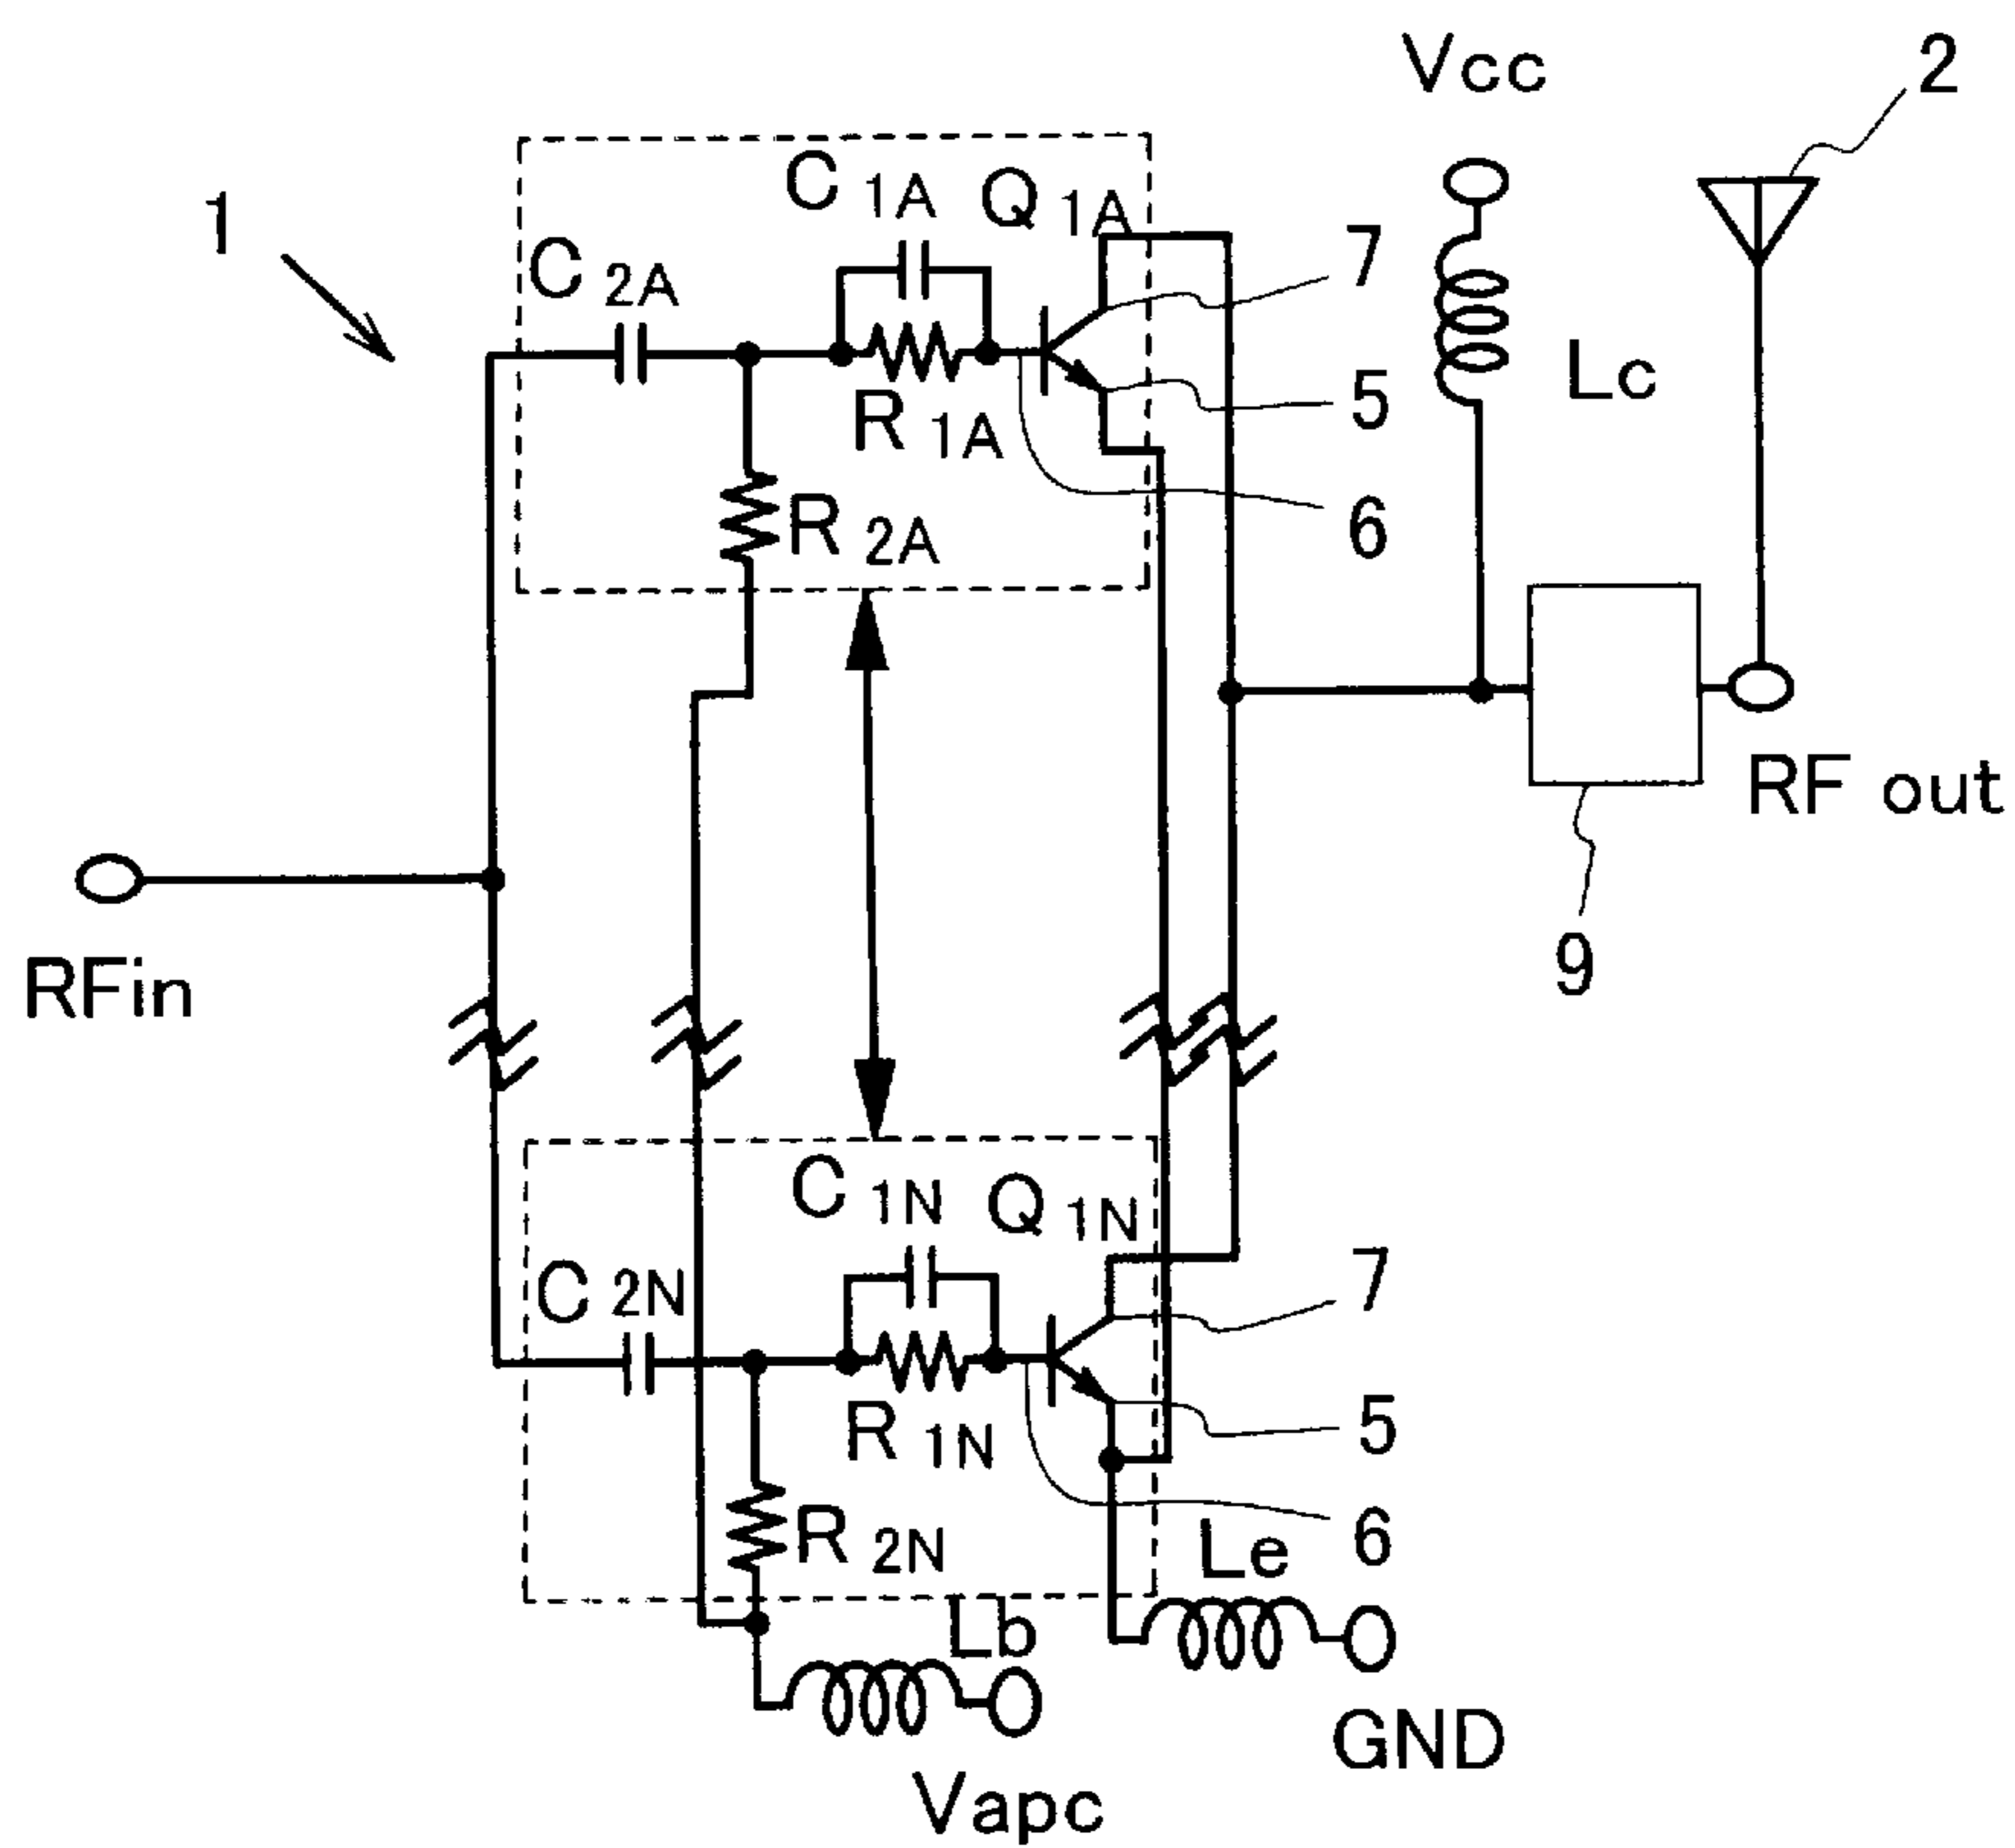 Vcc
2
1
C 1A
Q 1A
C 2A
7
R 1A
5
Lc
R 2A
6
RF out
RFin
9
C 1N
Q 1N
C 2N
7
R 1N
5
R 2N
6
Le
Lb
GND
Vapc